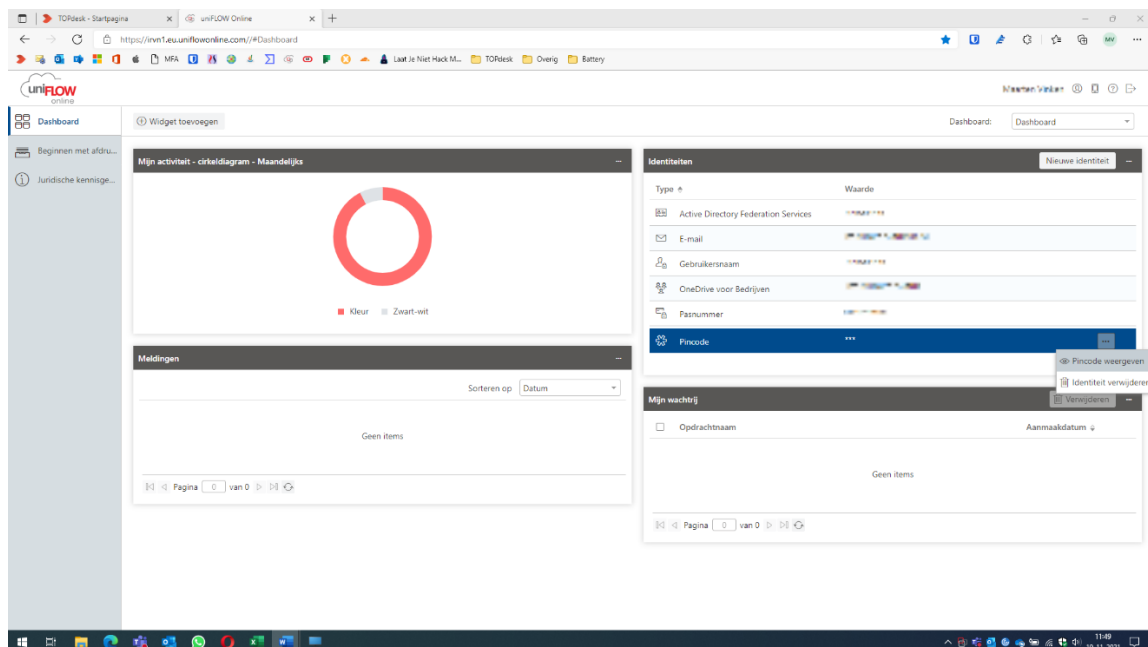 TOPdesk - Startpagina
uniFLOW Online
https://irvn1.eu.uniflowonline.com//#Dashboard
MV
MFA
Laat Je Niet Hack M...
TOPdesk
Overig
Battery
uniFLOW
online
Dashboard
Widget toevoegen
Dashboard:
Dashboard
Beginnen met afdru...
Juridische kennisge...
Mijn activiteit - cirkeldiagram - Maandelijks
Kleur
Zwart-wit
Identiteiten
Nieuwe identiteit
Type
Waarde
Active Directory Federation Services
E-mail
Gebruikersnaam
OneDrive voor Bedrijven
Pasnummer
Pincode
***
Pincode weergeven
Identiteit verwijderen
Meldingen
Sorteren op
Datum
Geen items
Pagina 0 van 0
Mijn wachtrij
Verwijderen
Opdrachtnaam
Aanmaakdatum
Geen items
Pagina 0 van 0
11:49